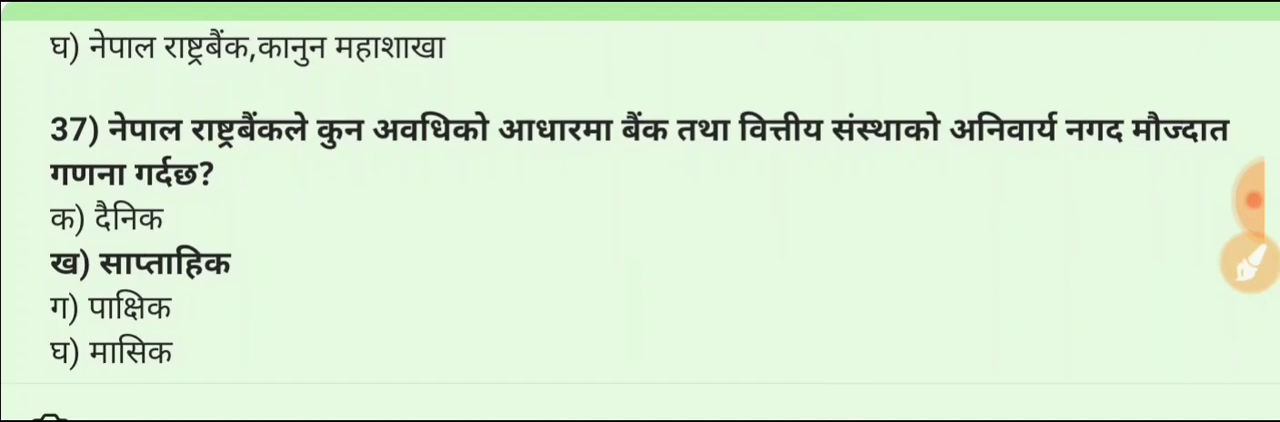 घ) नेपाल राष्ट्रबैंक,कानुन महाशाखा
37) नेपाल राष्ट्रबैंकले कुन अवधिको आधारमा बैंक तथा वित्तीय संस्थाको अनिवार्य नगद मौज्दात
गणना गर्दछ?
क) दैनिक
ख) साप्ताहिक
ग) पाक्षिक
घ) मासिक